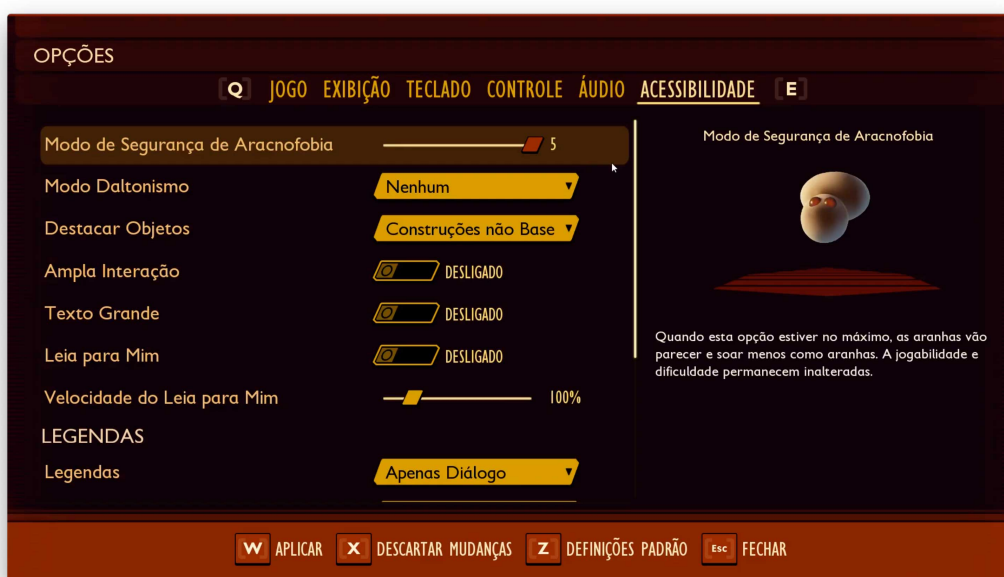 OPÇÕES
Q JOGO EXIBIÇÃO TECLADO CONTROLE ÁUDIO ACESSIBILIDADE E
Modo de Segurança de Aracnofobia 5
Modo Daltonismo Nenhum
Destacar Objetos Construções não Base
Ampla Interação DESLIGADO
Texto Grande DESLIGADO
Leia para Mim DESLIGADO
Velocidade do Leia para Mim 100%
LEGENDAS
Legendas Apenas Diálogo
Modo de Segurança de Aracnofobia
Quando esta opção estiver no máximo, as aranhas vão
parecer e soar menos como aranhas. A jogabilidade e
dificuldade permanecem inalteradas.
W APLICAR X DESCARTAR MUDANÇAS Z DEFINIÇÕES PADRÃO Esc FECHAR